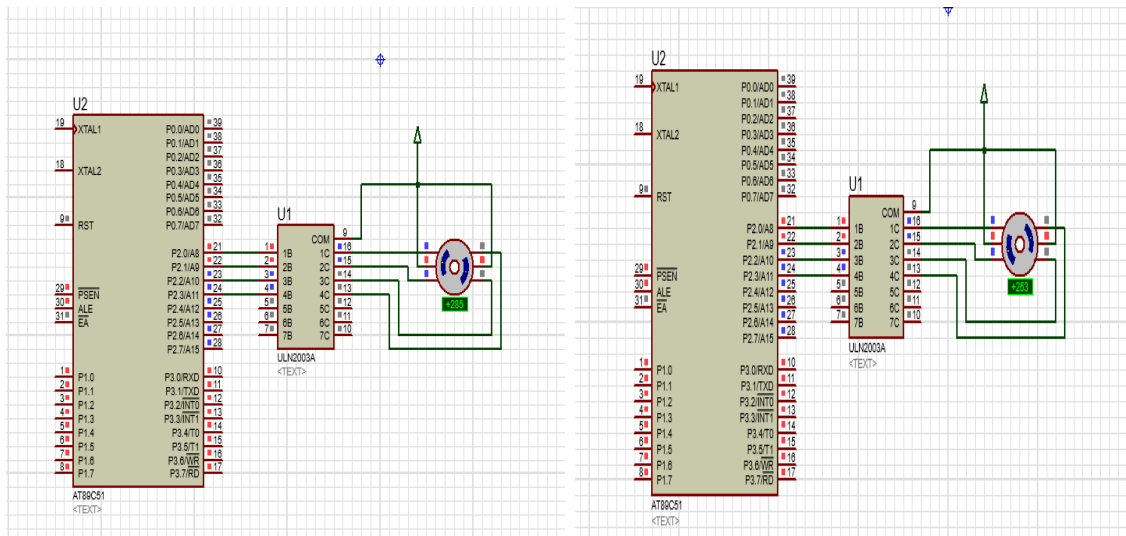 U2
19 XTAL1
18 XTAL2
9 RST
29 PSEN
30 ALE
31 EA
1 P1.0
2 P1.1
3 P1.2
4 P1.3
5 P1.4
6 P1.5
7 P1.6
8 P1.7
P0.0/AD0 39
P0.1/AD1 38
P0.2/AD2 37
P0.3/AD3 36
P0.4/AD4 35
P0.5/AD5 34
P0.6/AD6 33
P0.7/AD7 32
P2.0/A8 21
P2.1/A9 22
P2.2/A10 23
P2.3/A11 24
P2.4/A12 25
P2.5/A13 26
P2.6/A14 27
P2.7/A15 28
P3.0/RXD 10
P3.1/TXD 11
P3.2/INT0 12
P3.3/INT1 13
P3.4/T0 14
P3.5/T1 15
P3.6/WR 16
P3.7/RD 17
AT89C51
<TEXT>
U1
1 1B
2 2B
3 3B
4 4B
5 5B
6 6B
7 7B
COM 9
1C 16
2C 15
3C 14
4C 13
5C 12
6C 11
7C 10
ULN2003A
<TEXT>
+285
U2
19 XTAL1
18 XTAL2
9 RST
29 PSEN
30 ALE
31 EA
1 P1.0
2 P1.1
3 P1.2
4 P1.3
5 P1.4
6 P1.5
7 P1.6
8 P1.7
P0.0/AD0 39
P0.1/AD1 38
P0.2/AD2 37
P0.3/AD3 36
P0.4/AD4 35
P0.5/AD5 34
P0.6/AD6 33
P0.7/AD7 32
P2.0/A8 21
P2.1/A9 22
P2.2/A10 23
P2.3/A11 24
P2.4/A12 25
P2.5/A13 26
P2.6/A14 27
P2.7/A15 28
P3.0/RXD 10
P3.1/TXD 11
P3.2/INT0 12
P3.3/INT1 13
P3.4/T0 14
P3.5/T1 15
P3.6/WR 16
P3.7/RD 17
AT89C51
<TEXT>
U1
1 1B
2 2B
3 3B
4 4B
5 5B
6 6B
7 7B
COM 9
1C 16
2C 15
3C 14
4C 13
5C 12
6C 11
7C 10
ULN2003A
<TEXT>
+253